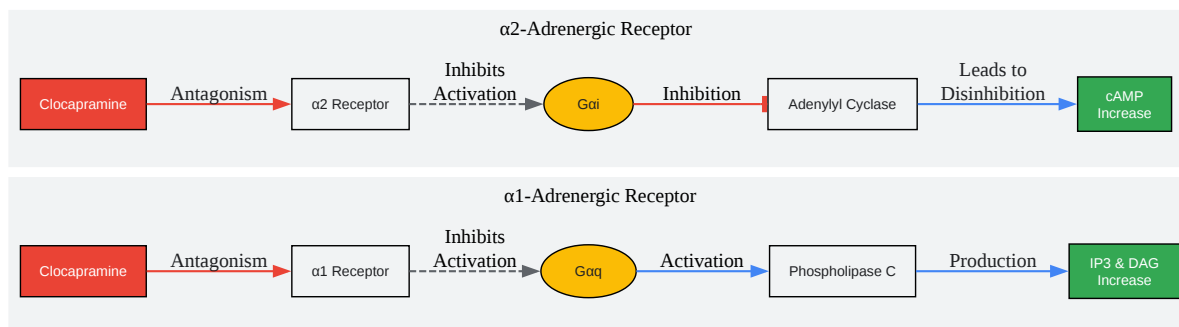 α2-Adrenergic Receptor
Clocapramine
Antagonism
α2 Receptor
Inhibits
Activation
Gαi
Inhibition
Adenylyl Cyclase
Leads to
Disinhibition
cAMP
Increase
α1-Adrenergic Receptor
Clocapramine
Antagonism
α1 Receptor
Inhibits
Activation
Gαq
Activation
Phospholipase C
Production
IP3 & DAG
Increase